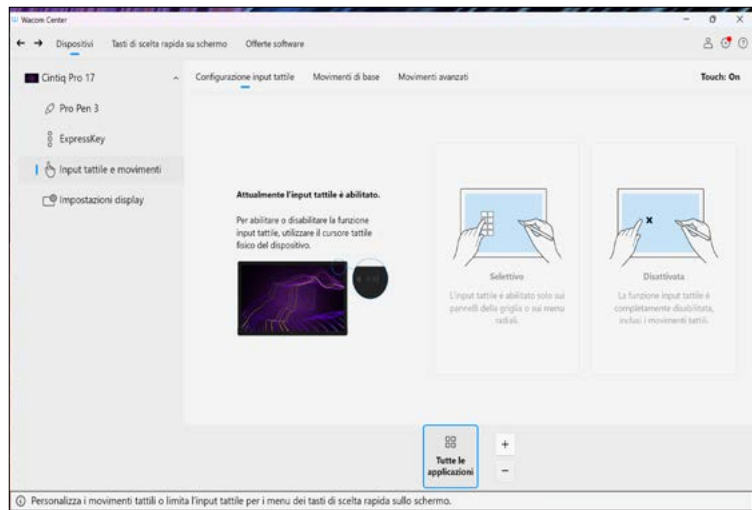 Wacom Center
Dispositivi Tasti di scelta rapida su schermo Offerte software
Cintiq Pro 17
Configurazione input tattile Movimenti di base Movimenti avanzati Touch: On
Pro Pen 3
ExpressKey
Input tattile e movimenti
Impostazioni display
Attualmente l'input tattile è abilitato.
Per abilitare o disabilitare la funzione
input tattile, utilizzare il cursore tattile
fisico del dispositivo.
Selettivo
L'input tattile è abilitato solo sui
pannelli della griglia o sui menu
radiali.
Disattivata
La funzione input tattile è
completamente disabilitata,
inclusi i movimenti tattili.
Tutte le
applicazioni
Personalizza i movimenti tattili o limita l'input tattile per i menu dei tasti di scelta rapida sullo schermo.